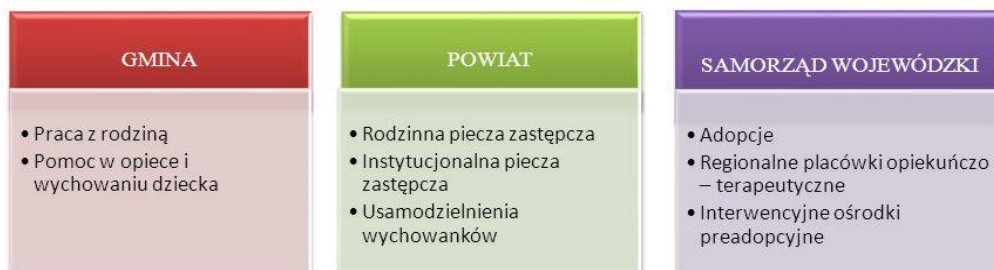 GMINA
• Praca z rodziną
• Pomoc w opiece i
wychowaniu dziecka
POWIAT
• Rodzinna piecza zastępcza
• Instytucjonalna piecza
zastępcza
• Usamodzielnienia
wychowanków
SAMORZĄD WOJEWÓDZKI
• Adopcje
• Regionalne placówki opiekuńczo
– terapeutyczne
• Interwencyjne ośrodki
preadopcyjne